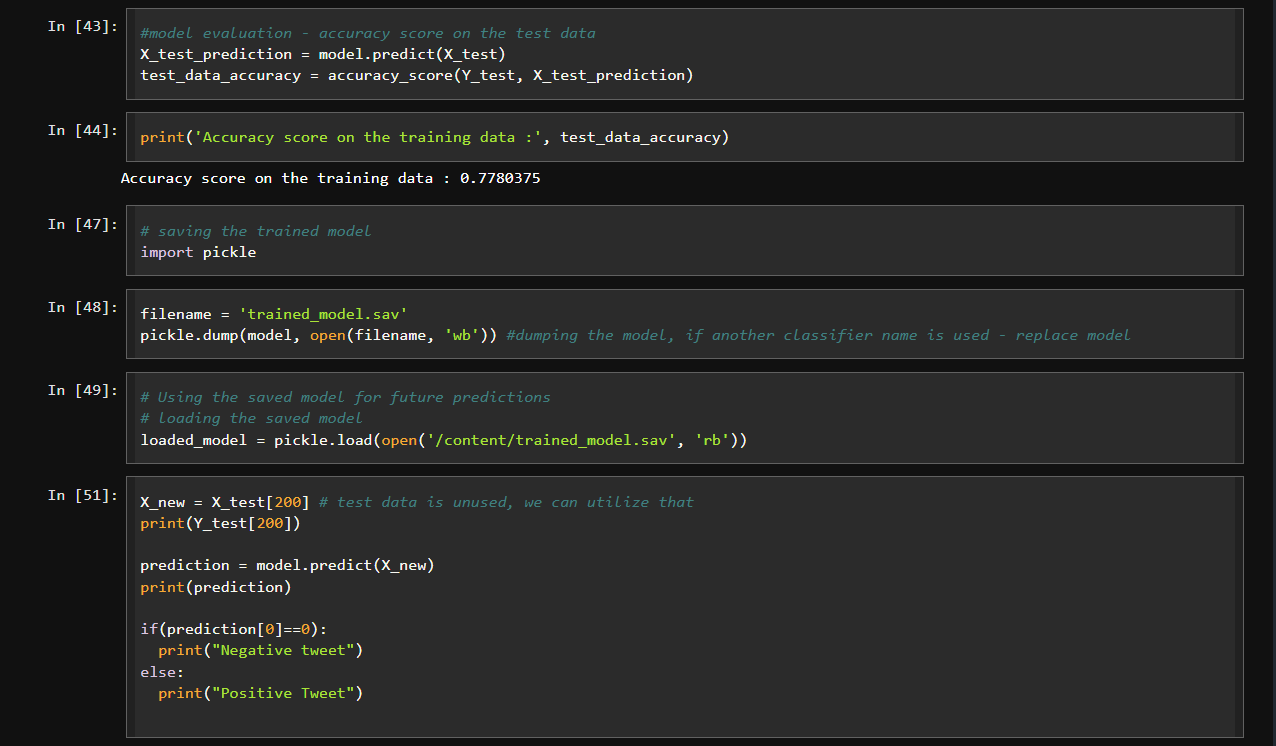 In [43]:
#model evaluation - accuracy score on the test data
X_test_prediction = model.predict(X_test)
test_data_accuracy = accuracy_score(Y_test, X_test_prediction)
In [44]:
print('Accuracy score on the training data :', test_data_accuracy)
Accuracy score on the training data : 0.7780375
In [47]:
# saving the trained model
import pickle
In [48]:
filename = 'trained_model.sav'
pickle.dump(model, open(filename, 'wb')) #dumping the model, if another classifier name is used - replace model
In [49]:
# Using the saved model for future predictions
# loading the saved model
loaded_model = pickle.load(open('/content/trained_model.sav', 'rb'))
In [51]:
X_new = X_test[200] # test data is unused, we can utilize that
print(Y_test[200])
prediction = model.predict(X_new)
print(prediction)
if(prediction[0]==0):
  print("Negative tweet")
else:
  print("Positive Tweet")